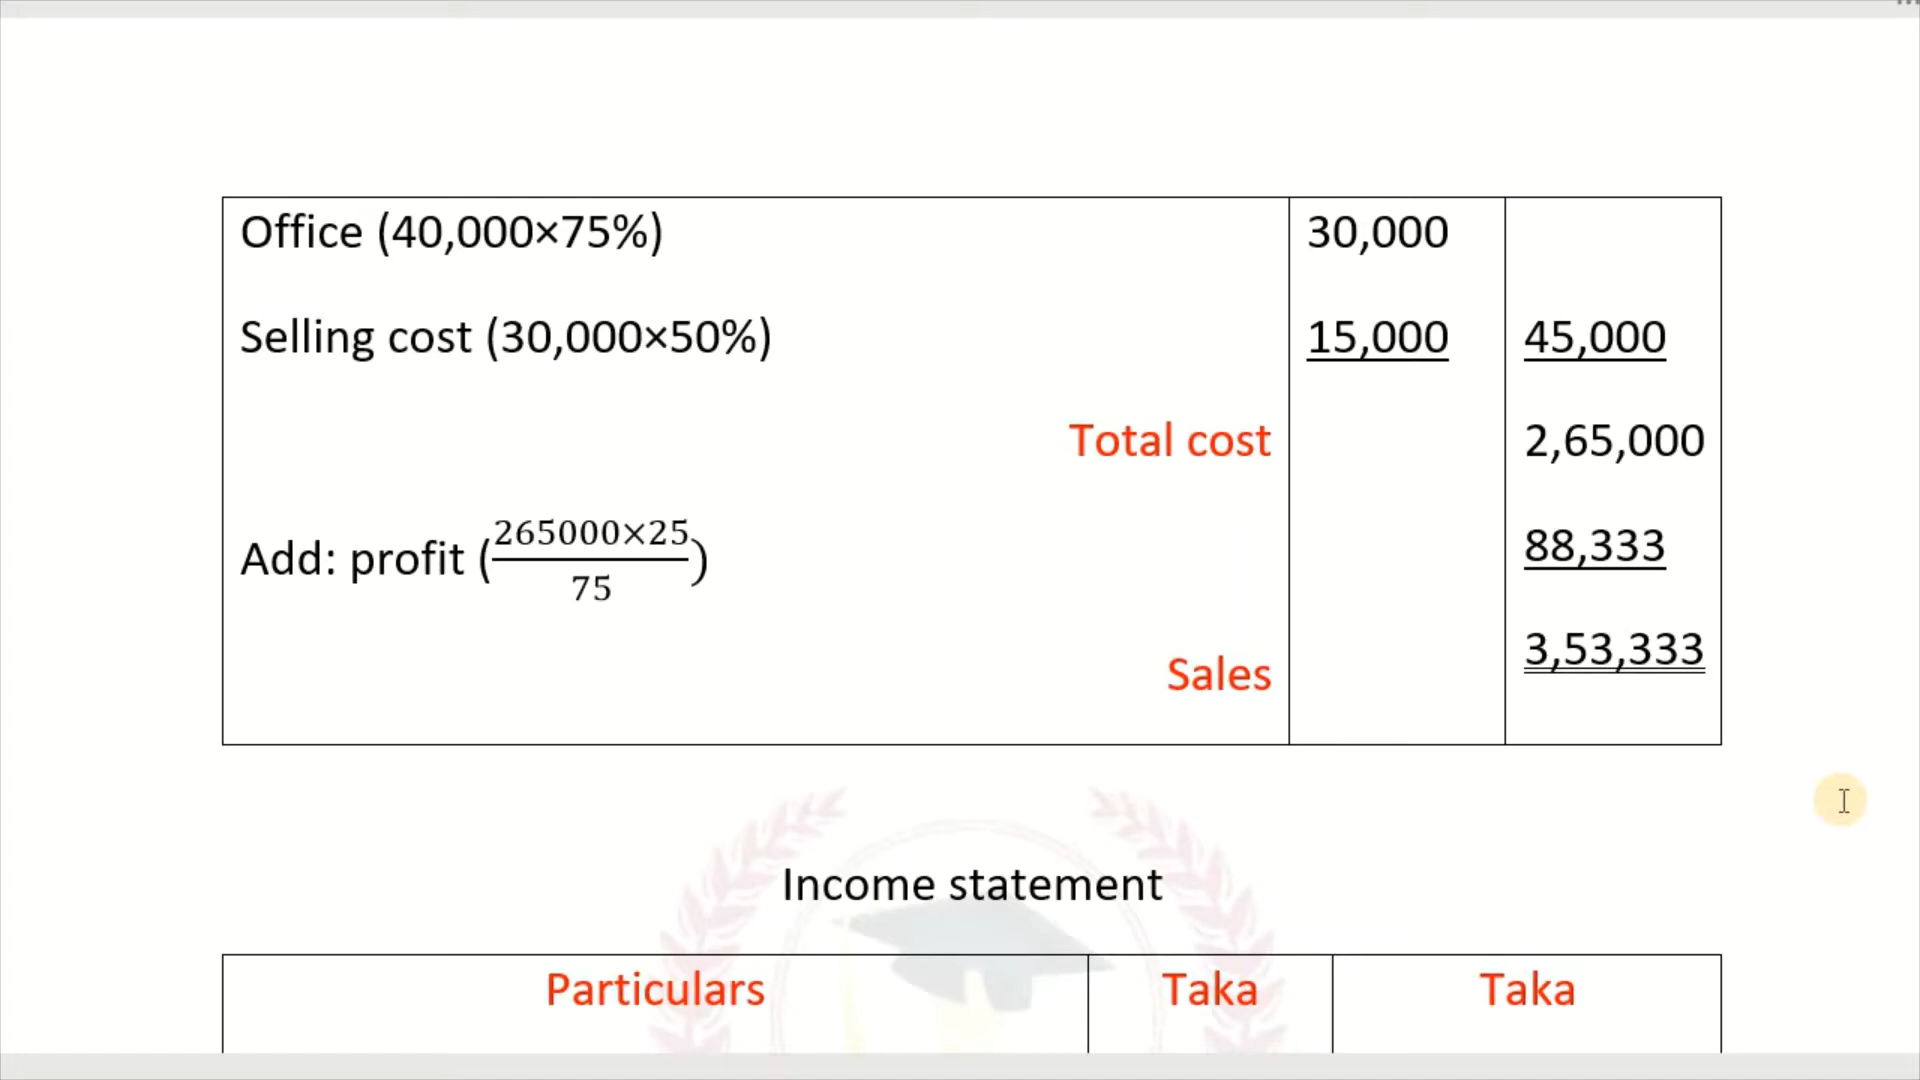 Office (40,000×75%) 30,000
Selling cost (30,000×50%) 15,000 45,000
Total cost 2,65,000
Add: profit (265000×25/75) 88,333
Sales 3,53,333
Income statement
Particulars Taka Taka